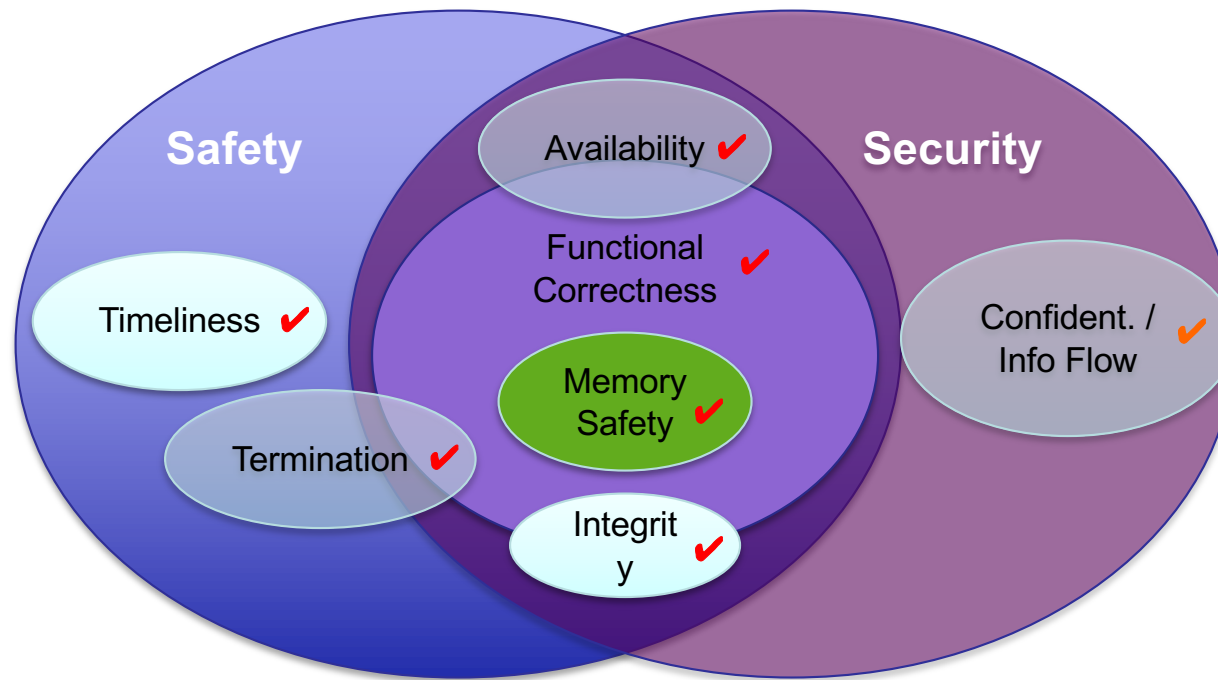 Safety
Security
Availability ✔
Functional
Correctness ✔
Timeliness ✔
Confident. /
Info Flow ✔
Memory
Safety ✔
Termination ✔
Integrit
y ✔